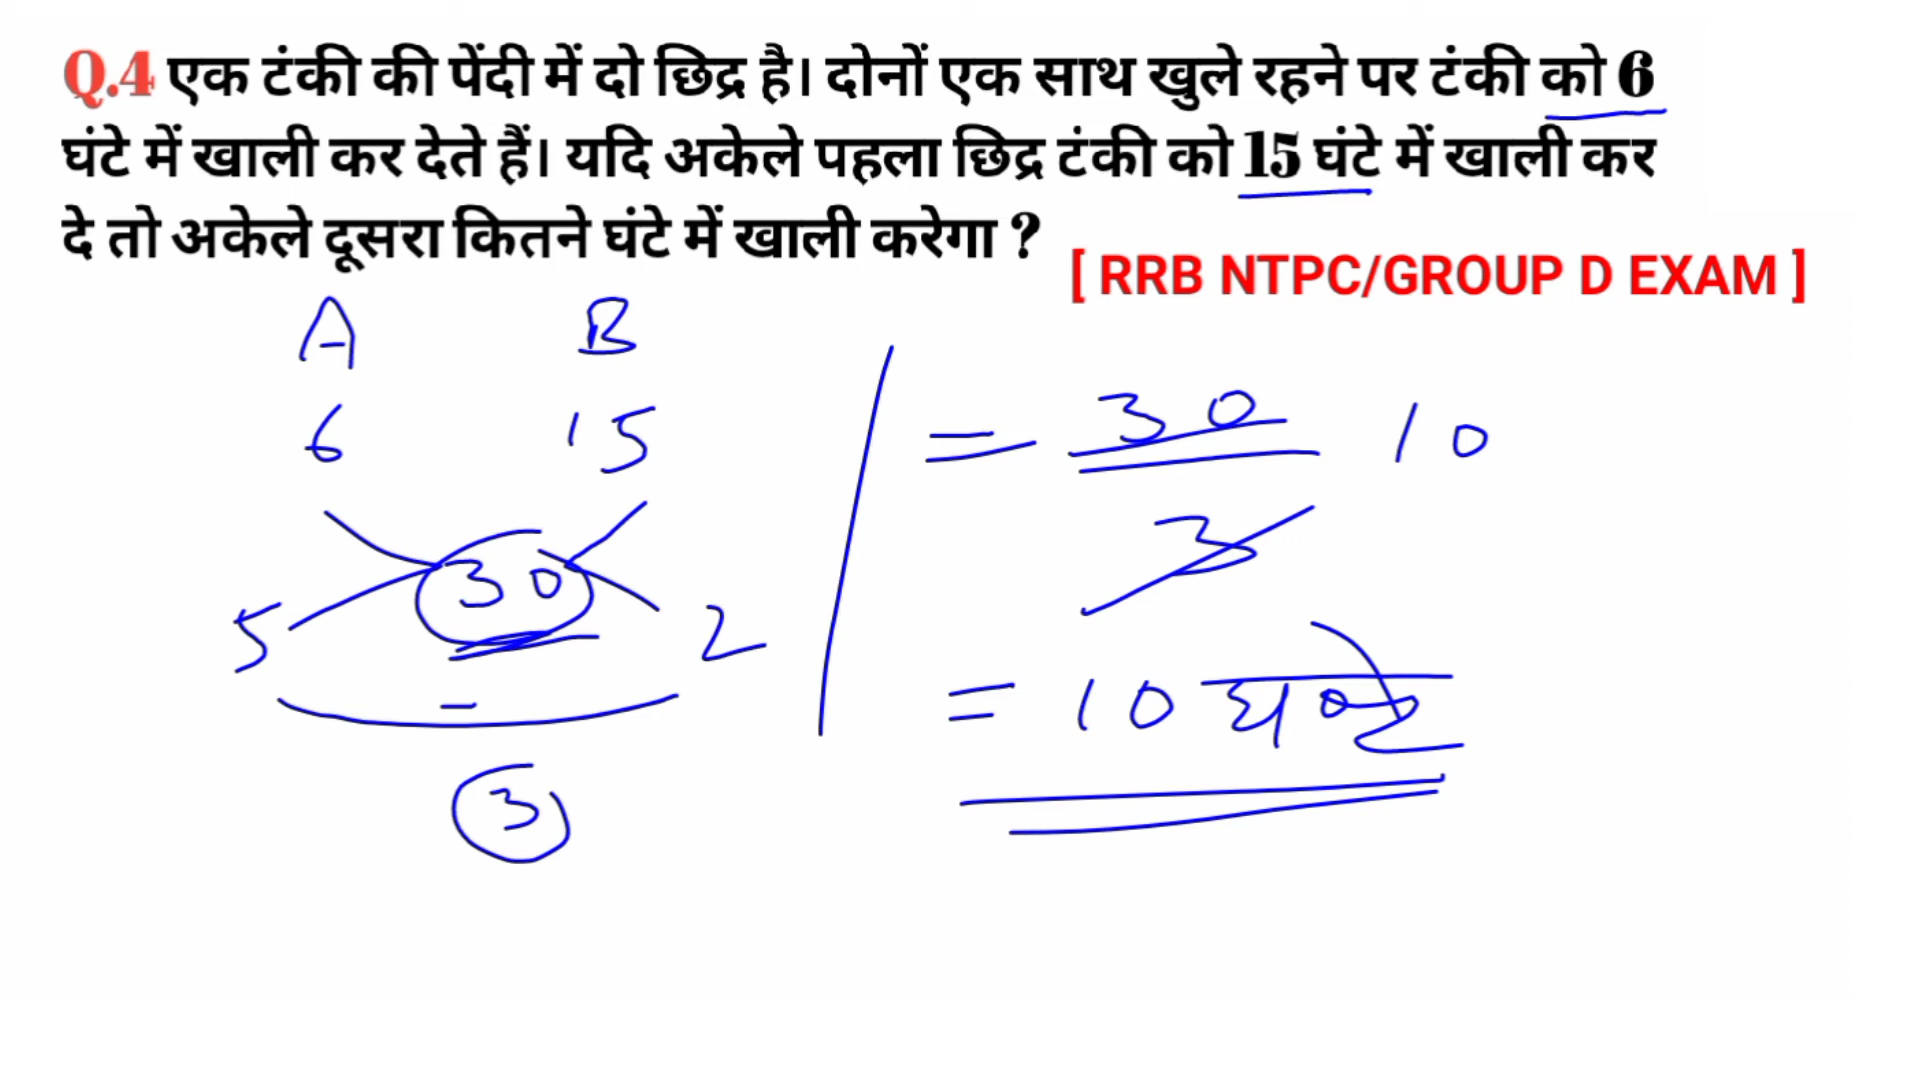 Q.4 एक टंकी की पेंदी में दो छिद्र है। दोनों एक साथ खुले रहने पर टंकी को 6
घंटे में खाली कर देते हैं। यदि अकेले पहला छिद्र टंकी को 15 घंटे में खाली कर
दे तो अकेले दूसरा कितने घंटे में खाली करेगा ?
[ RRB NTPC/GROUP D EXAM ]
A B
6 15
30
5 2
-
3
= 30 10
3
= 10 घण्टे